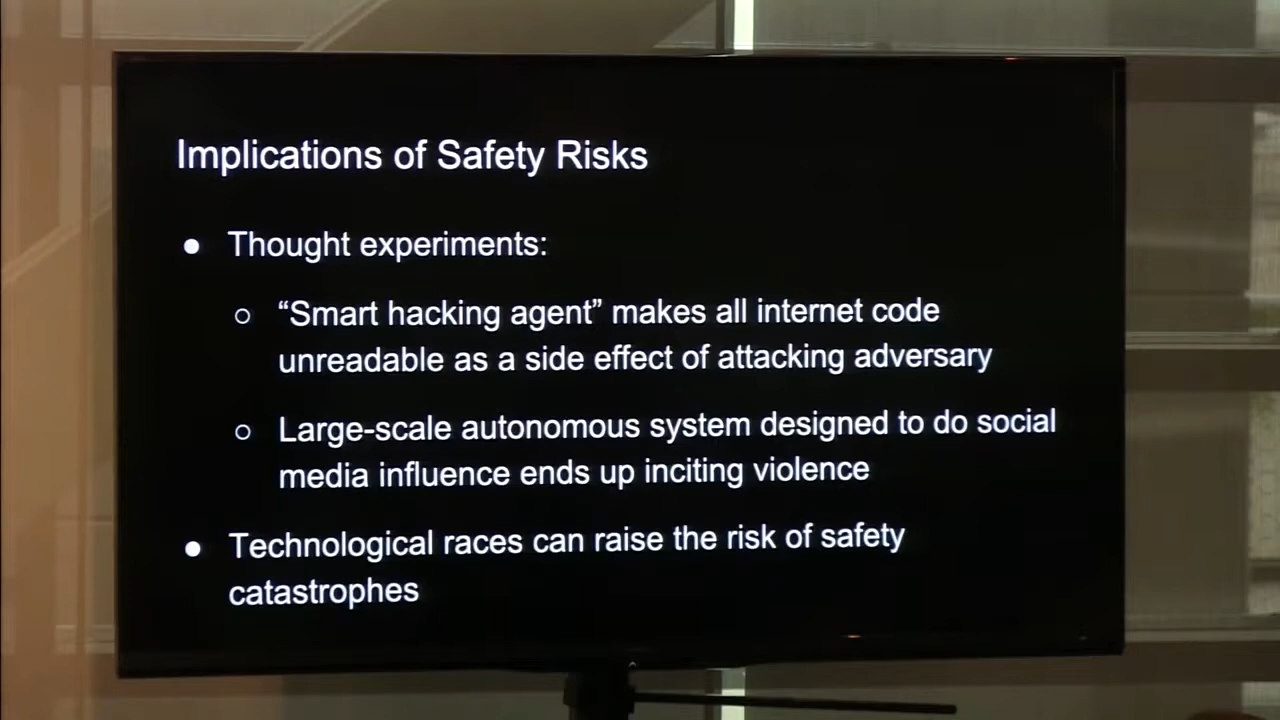 Implications of Safety Risks
● Thought experiments:
○ “Smart hacking agent” makes all internet code
unreadable as a side effect of attacking adversary
○ Large-scale autonomous system designed to do social
media influence ends up inciting violence
● Technological races can raise the risk of safety
catastrophes